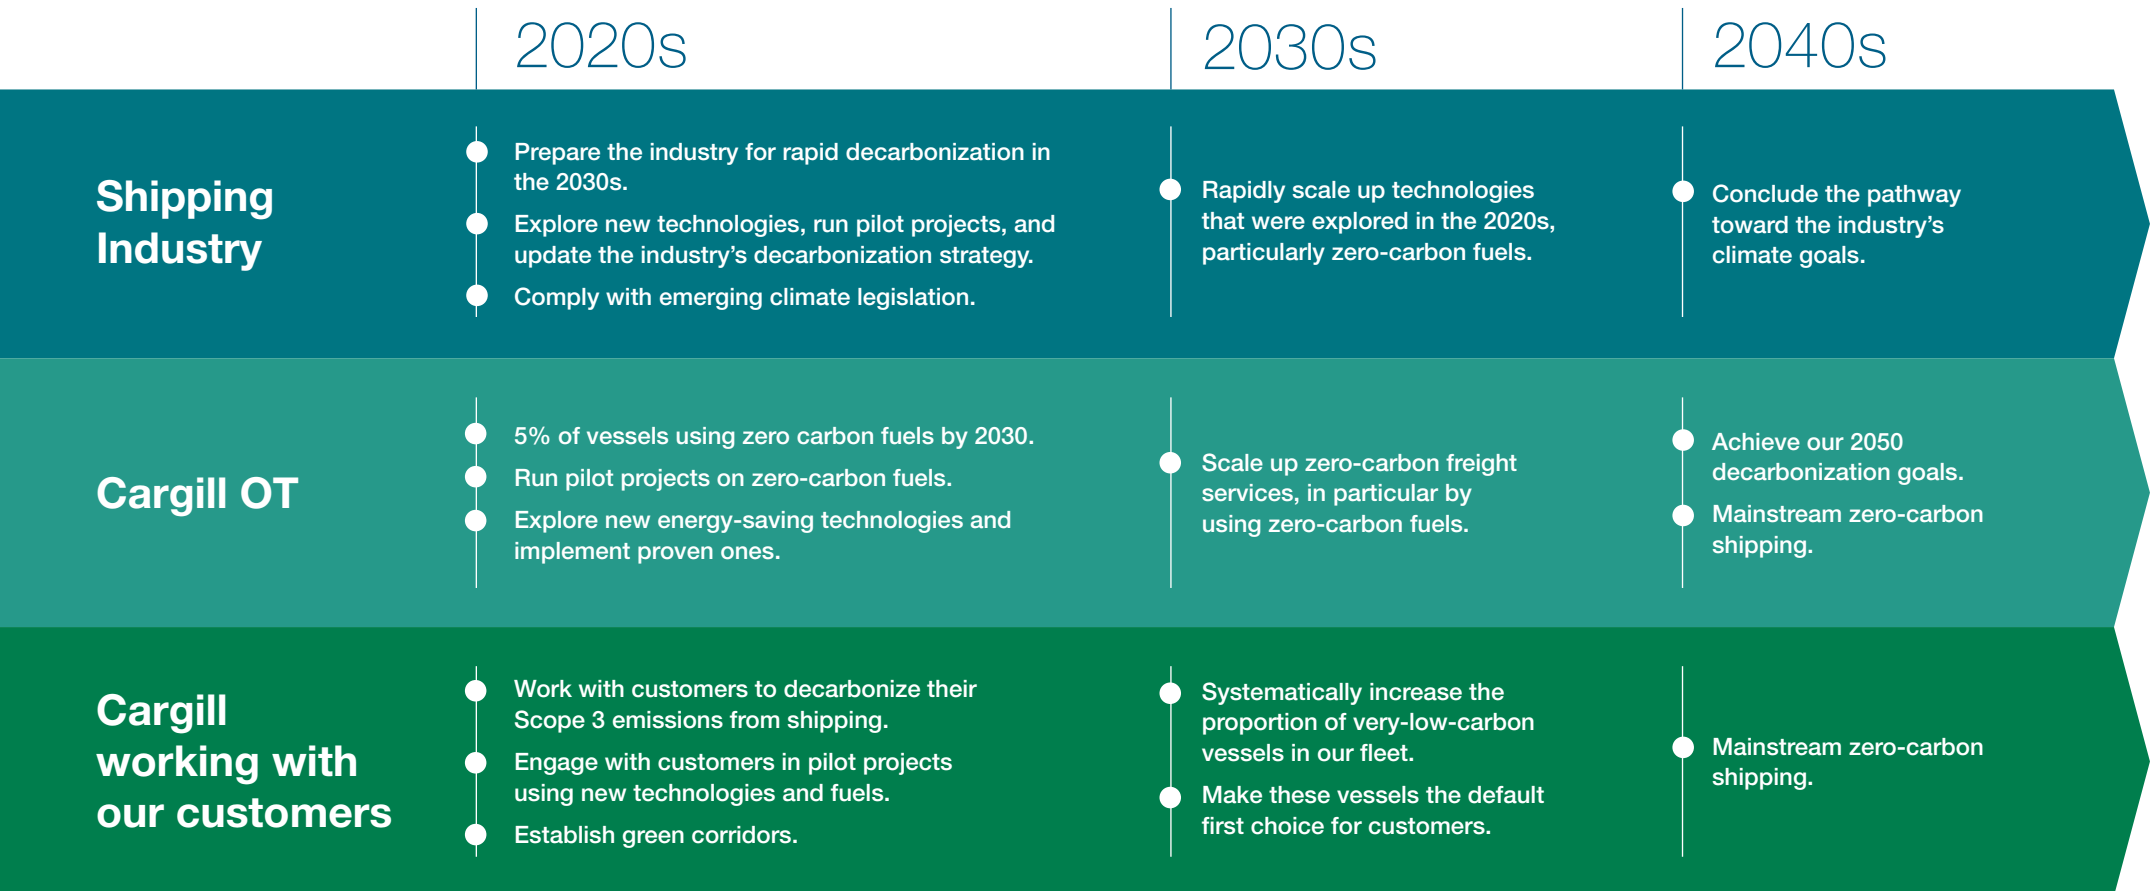 2020s
2030s
2040s
Shipping
Industry
Prepare the industry for rapid decarbonization in
the 2030s.
Explore new technologies, run pilot projects, and
update the industry’s decarbonization strategy.
Comply with emerging climate legislation.
Rapidly scale up technologies
that were explored in the 2020s,
particularly zero-carbon fuels.
Conclude the pathway
toward the industry’s
climate goals.
Cargill OT
5% of vessels using zero carbon fuels by 2030.
Run pilot projects on zero-carbon fuels.
Explore new energy-saving technologies and
implement proven ones.
Scale up zero-carbon freight
services, in particular by
using zero-carbon fuels.
Achieve our 2050
decarbonization goals.
Mainstream zero-carbon
shipping.
Cargill
working with
our customers
Work with customers to decarbonize their
Scope 3 emissions from shipping.
Engage with customers in pilot projects
using new technologies and fuels.
Establish green corridors.
Systematically increase the
proportion of very-low-carbon
vessels in our fleet.
Make these vessels the default
first choice for customers.
Mainstream zero-carbon
shipping.